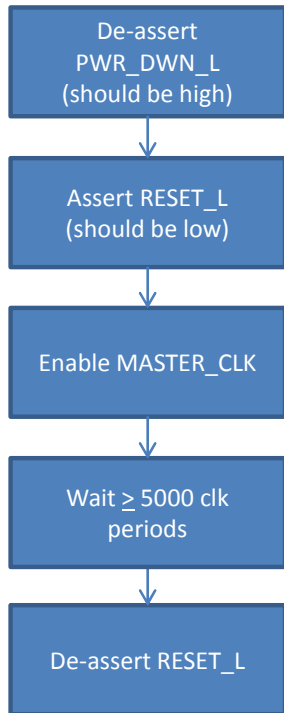 De-assert
PWR_DWN_L
(should be high)
Assert RESET_L
(should be low)
Enable MASTER_CLK
Wait ≥ 5000 clk
periods
De-assert RESET_L